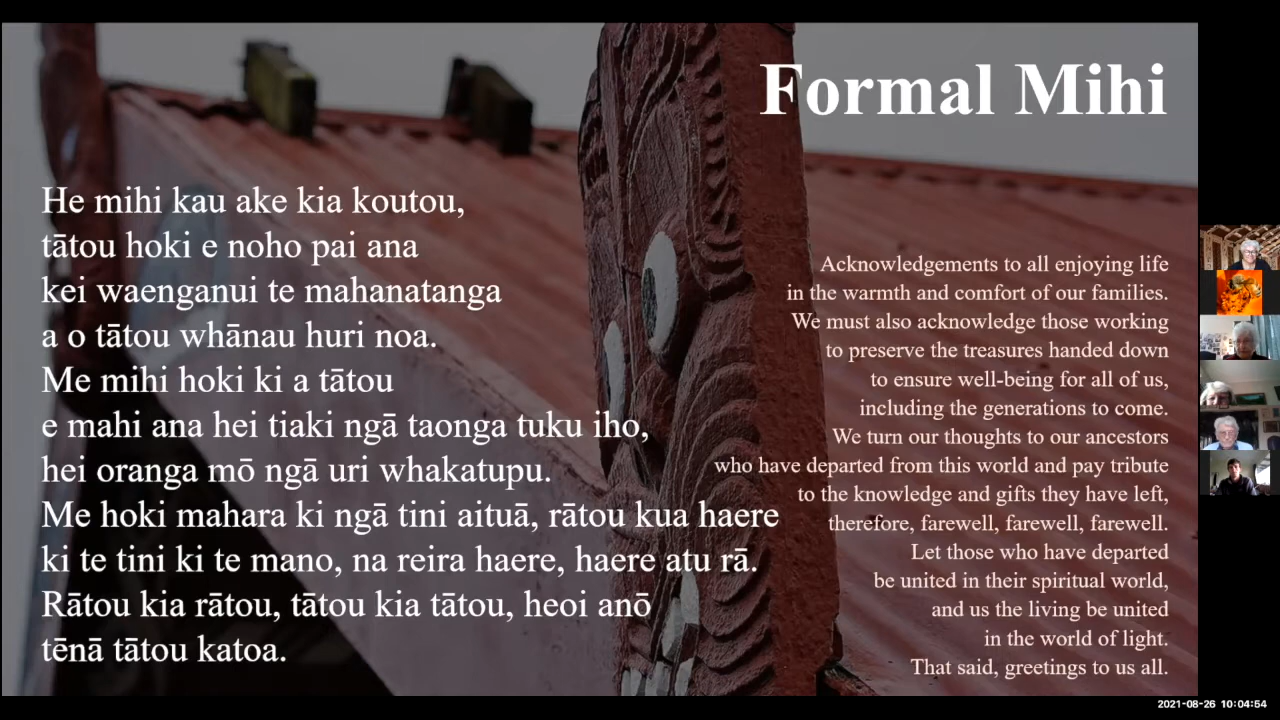 Formal Mihi
He mihi kau ake kia koutou,
tātou hoki e noho pai ana
kei waenganui te mahanatanga
a o tātou whānau huri noa.
Me mihi hoki ki a tātou
e mahi ana hei tiaki ngā taonga tuku iho,
hei oranga mō ngā uri whakatupu.
Me hoki mahara ki ngā tini aituā, rātou kua haere
ki te tini ki te mano, na reira haere, haere atu rā.
Rātou kia rātou, tātou kia tātou, heoi anō
tēnā tātou katoa.
Acknowledgements to all enjoying life
in the warmth and comfort of our families.
We must also acknowledge those working
to preserve the treasures handed down
to ensure well-being for all of us,
including the generations to come.
We turn our thoughts to our ancestors
who have departed from this world and pay tribute
to the knowledge and gifts they have left,
therefore, farewell, farewell, farewell.
Let those who have departed
be united in their spiritual world,
and us the living be united
in the world of light.
That said, greetings to us all.
2021-08-26 10:04:54